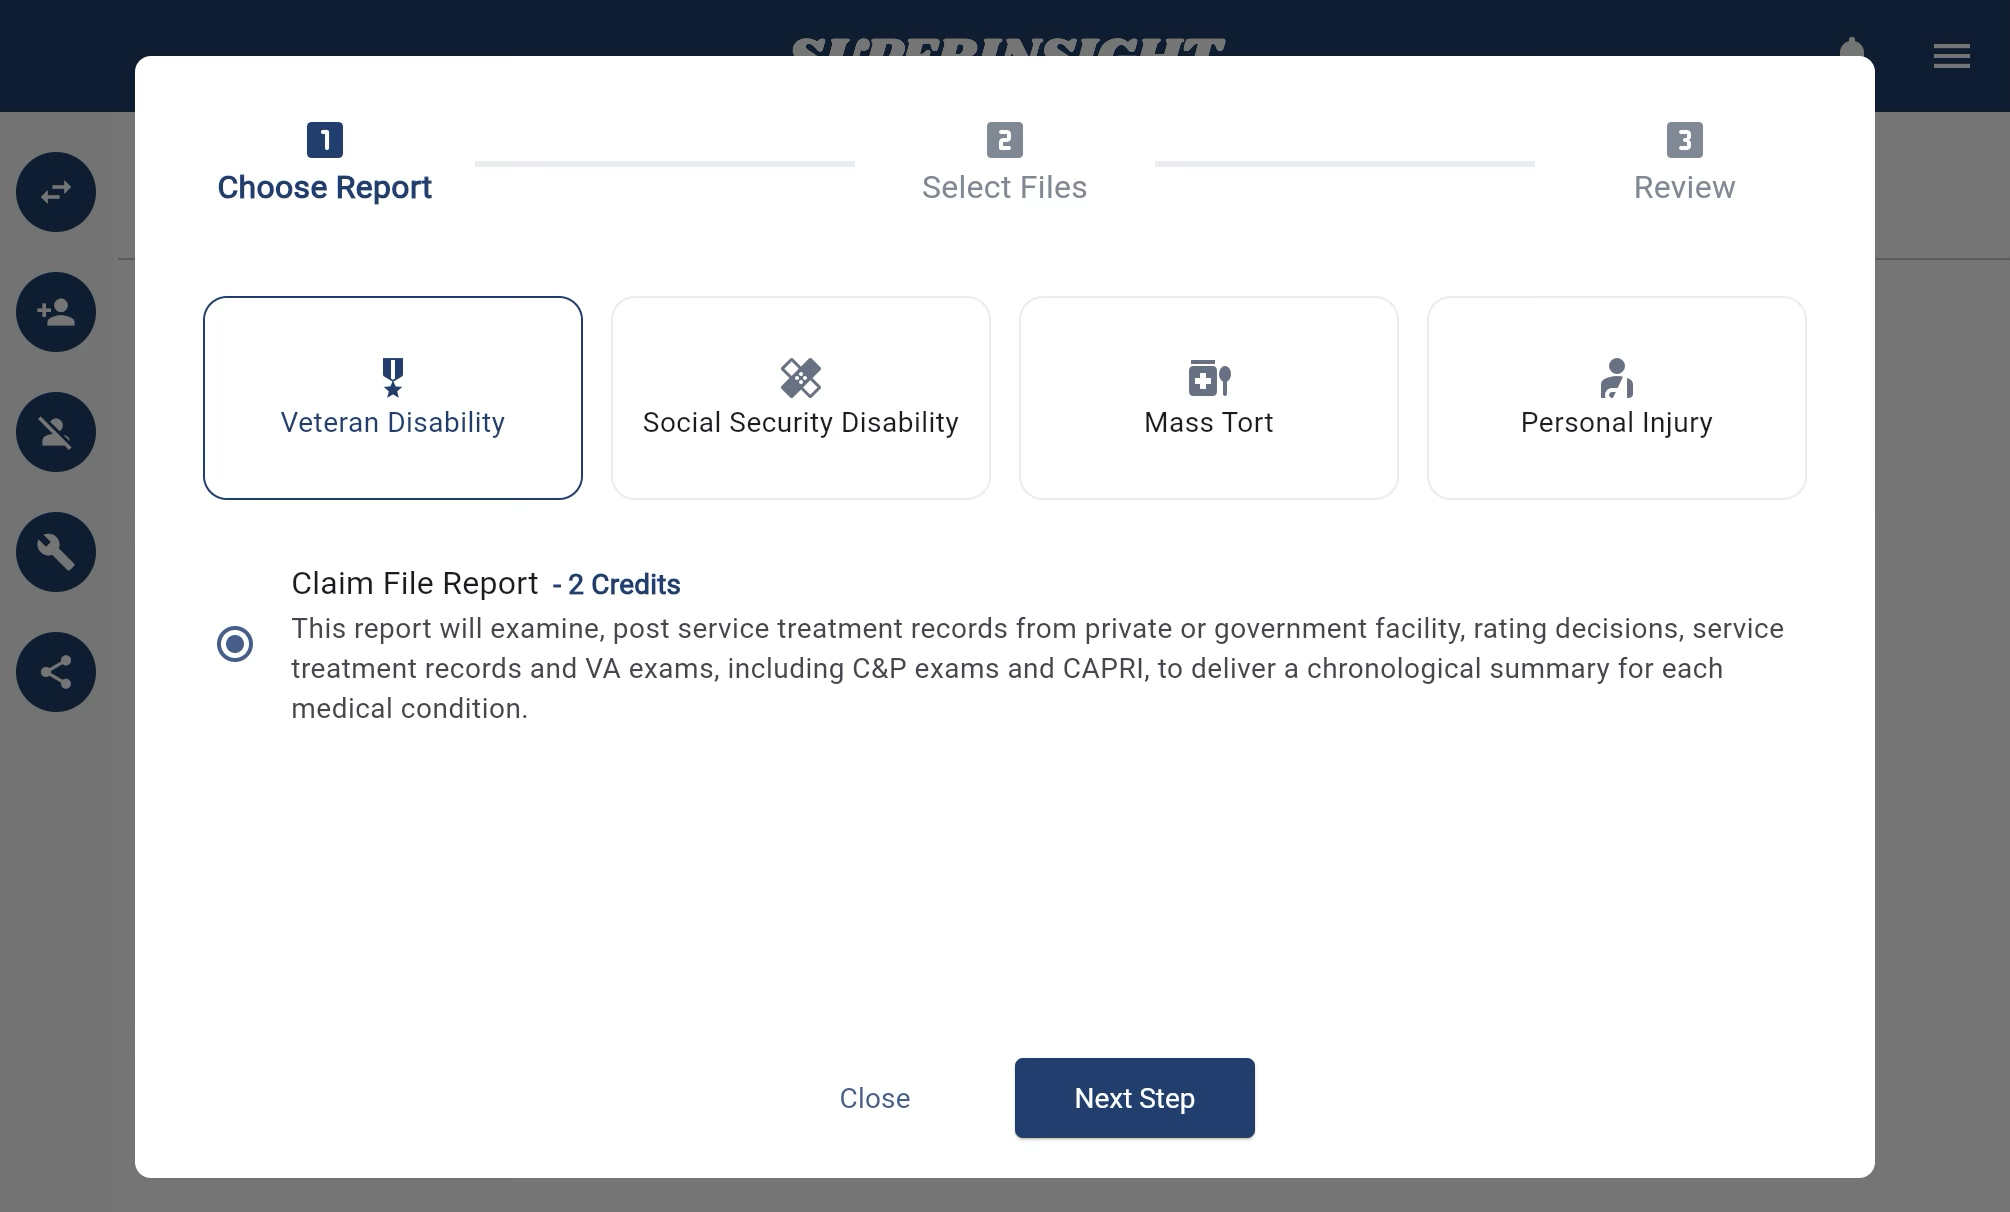 SUPERINSIGHT
1
Choose Report
2
Select Files
3
Review
Veteran Disability
Social Security Disability
Mass Tort
Personal Injury
Claim File Report - 2 Credits
This report will examine, post service treatment records from private or government facility, rating decisions, service
treatment records and VA exams, including C&P exams and CAPRI, to deliver a chronological summary for each
medical condition.
Close
Next Step